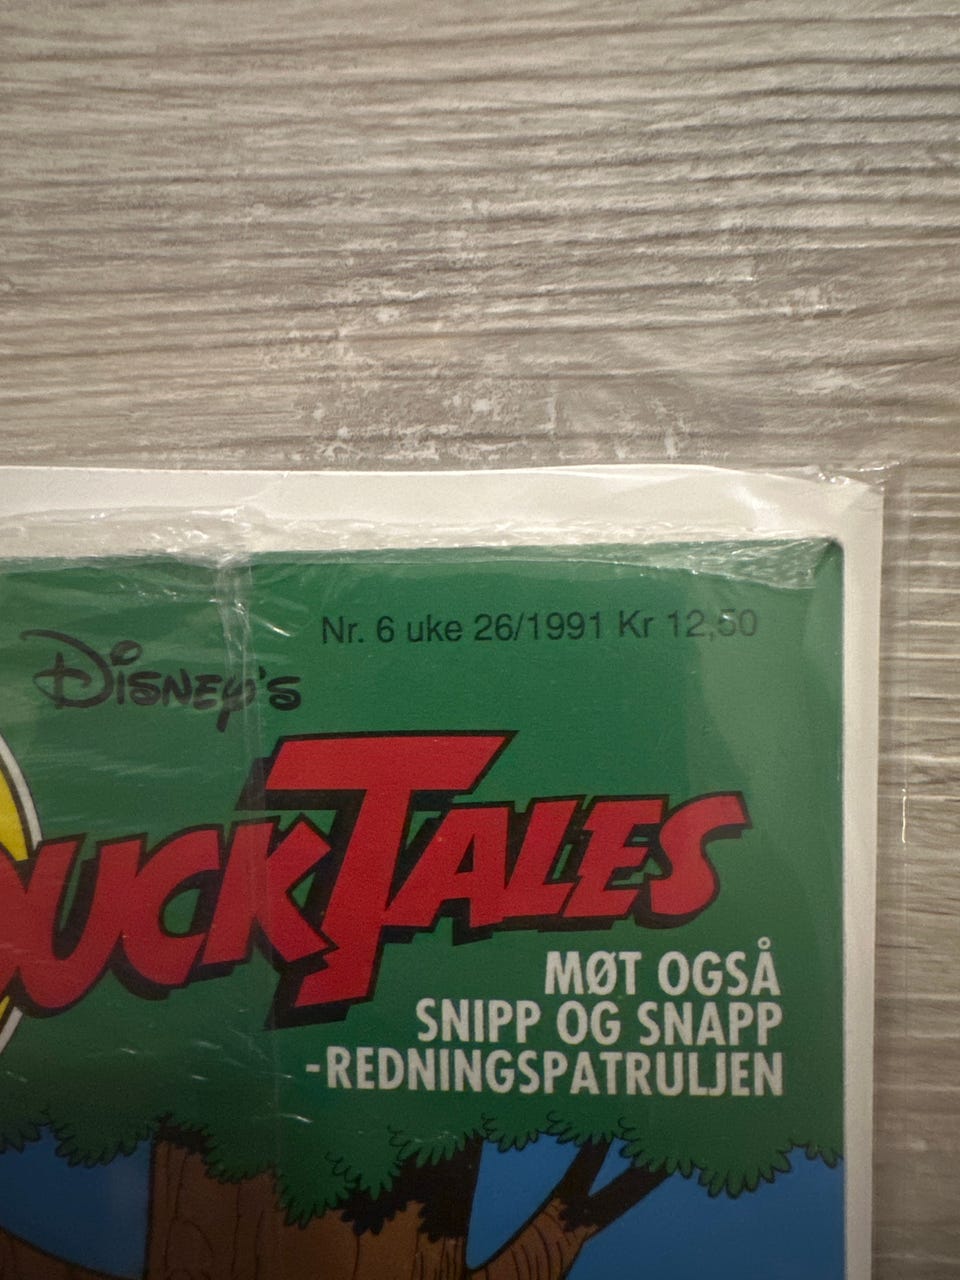 Nr. 6 uke 26/1991 Kr 12,50
DISNEY'S
DUCKTALES
MØT OGSÅ
SNIPP OG SNAPP
-REDNINGSPATRULJEN